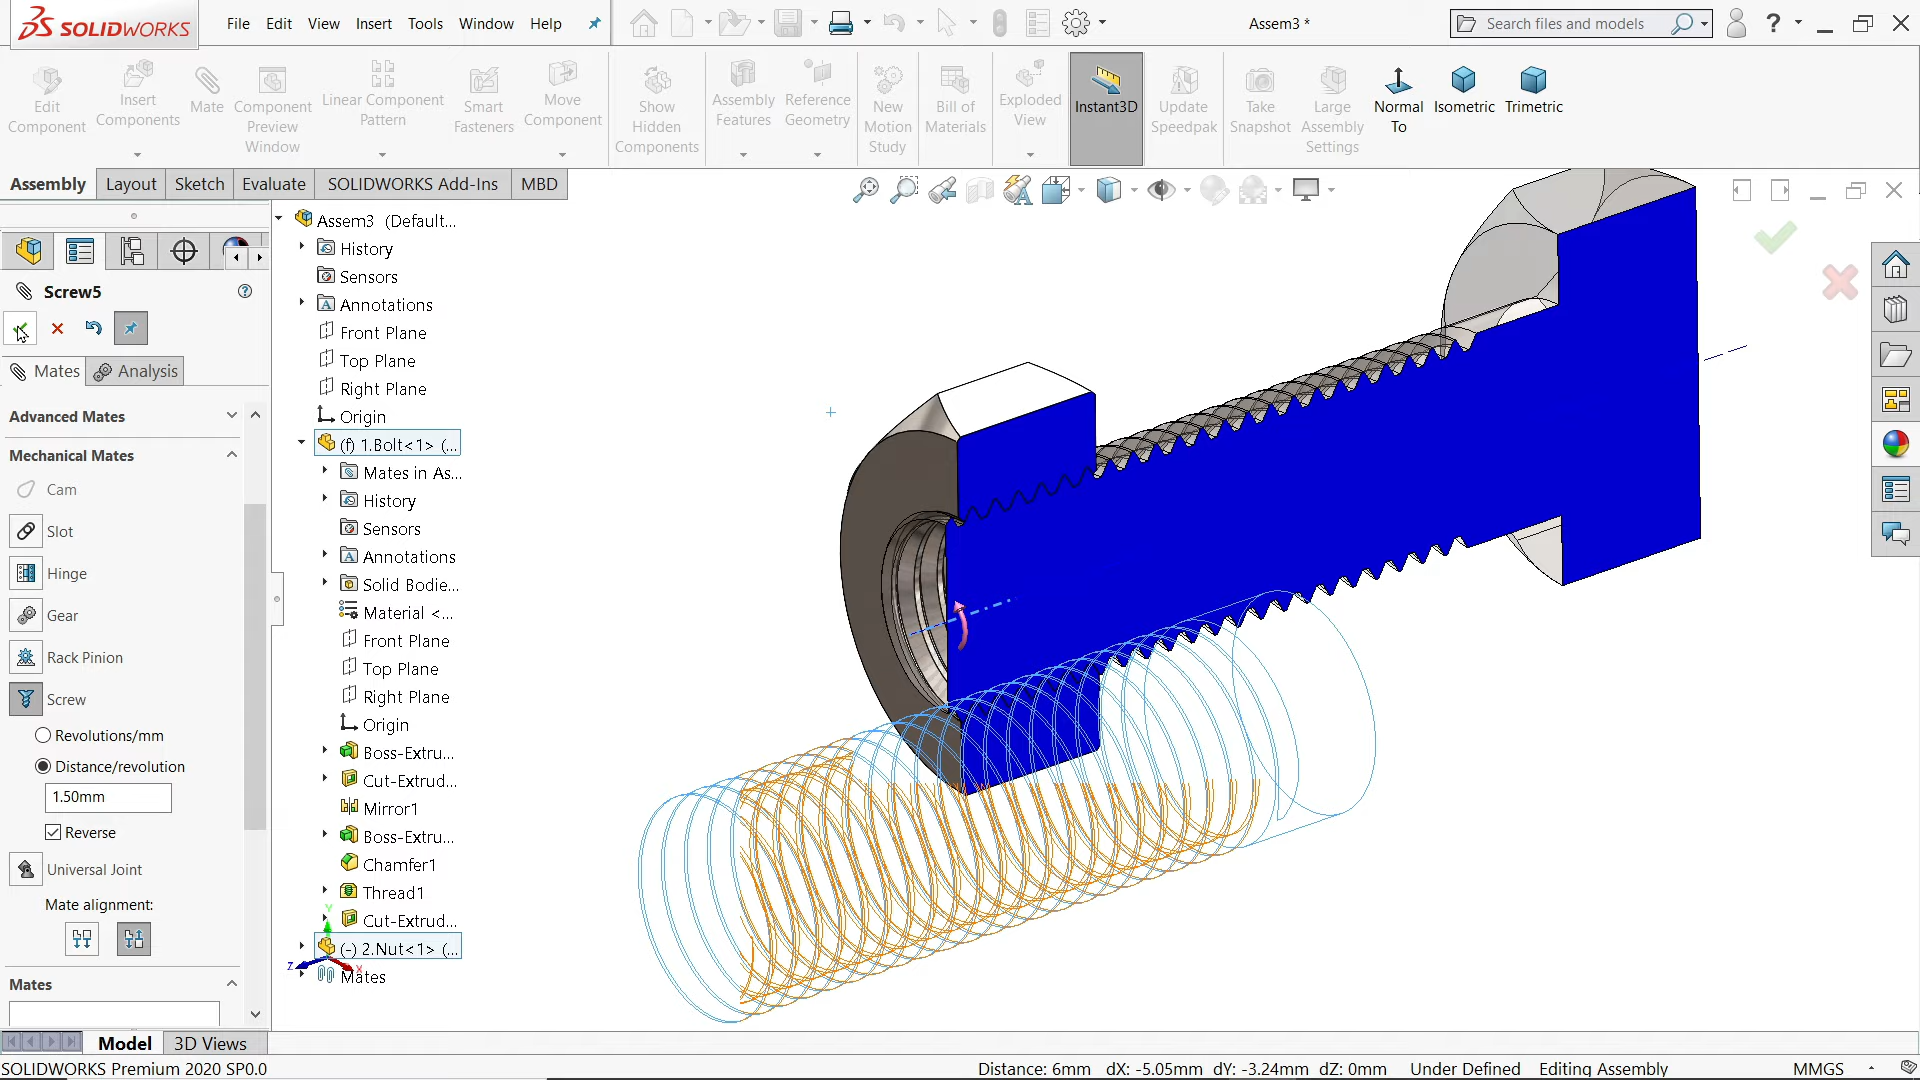 SOLIDWORKS
File Edit View Insert Tools Window Help
Assem3 *
Search files and models
?
Edit Component
Insert Components
Mate
Component Preview Window
Linear Component Pattern
Smart Fasteners
Move Component
Show Hidden Components
Assembly Features
Reference Geometry
New Motion Study
Bill of Materials
Exploded View
Instant3D
Update Speedpak
Take Snapshot
Large Assembly Settings
Normal To
Isometric
Trimetric
Assembly Layout Sketch Evaluate SOLIDWORKS Add-Ins MBD
Screw5
Mates Analysis
Advanced Mates
Mechanical Mates
Cam
Slot
Hinge
Gear
Rack Pinion
Screw
Revolutions/mm
Distance/revolution
1.50mm
Reverse
Universal Joint
Mate alignment:
Mates
Assem3 (Default...
History
Sensors
Annotations
Front Plane
Top Plane
Right Plane
Origin
(f) 1.Bolt<1> (...
Mates in As...
History
Sensors
Annotations
Solid Bodie...
Material <...
Front Plane
Top Plane
Right Plane
Origin
Boss-Extru...
Cut-Extrud...
Mirror1
Boss-Extru...
Chamfer1
Thread1
Cut-Extrud...
(-) 2.Nut<1> (...
Mates
Y
Z
X
Model 3D Views
SOLIDWORKS Premium 2020 SP0.0
Distance: 6mm dX: -5.05mm dY: -3.24mm dZ: 0mm Under Defined Editing Assembly MMGS